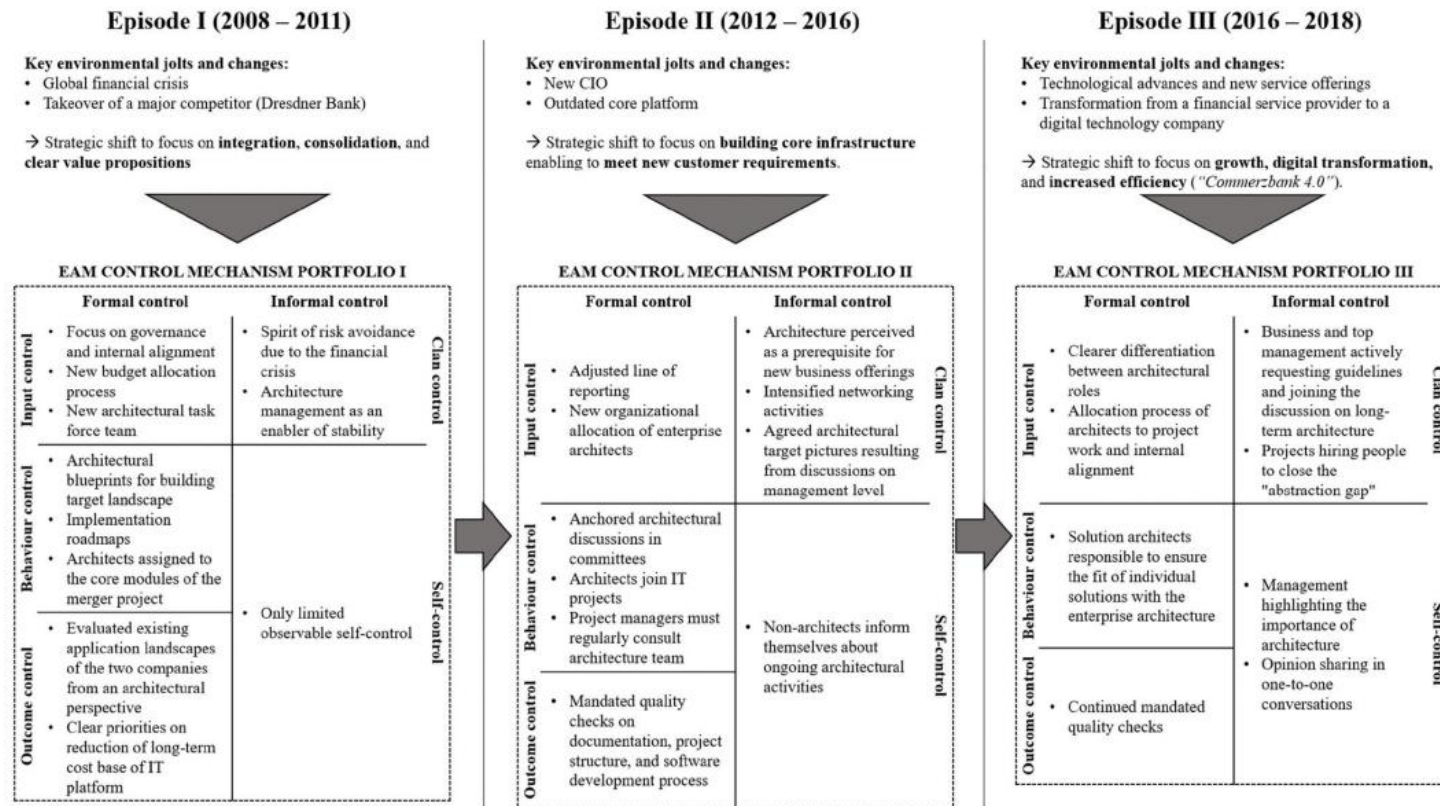 Episode I (2008 – 2011)
Key environmental jolts and changes:
• Global financial crisis
• Takeover of a major competitor (Dresdner Bank)
→ Strategic shift to focus on integration, consolidation, and
clear value propositions
EAM CONTROL MECHANISM PORTFOLIO I
Formal control
Informal control
Input control
• Focus on governance
and internal alignment
• New budget allocation
process
• New architectural task
force team
• Spirit of risk avoidance
due to the financial
crisis
• Architecture
management as an
enabler of stability
Clan control
Behaviour control
• Architectural
blueprints for building
target landscape
• Implementation
roadmaps
• Architects assigned to
the core modules of the
merger project
Outcome control
• Evaluated existing
application landscapes
of the two companies
from an architectural
perspective
• Clear priorities on
reduction of long-term
cost base of IT
platform
• Only limited
observable self-control
Self-control
Episode II (2012 – 2016)
Key environmental jolts and changes:
• New CIO
• Outdated core platform
→ Strategic shift to focus on building core infrastructure
enabling to meet new customer requirements.
EAM CONTROL MECHANISM PORTFOLIO II
Formal control
Informal control
Input control
• Adjusted line of
reporting
• New organizational
allocation of enterprise
architects
• Architecture perceived
as a prerequisite for
new business offerings
• Intensified networking
activities
• Agreed architectural
target pictures resulting
from discussions on
management level
Clan control
Behaviour control
• Anchored architectural
discussions in
committees
• Architects join IT
projects
• Project managers must
regularly consult
architecture team
Outcome control
• Mandated quality
checks on
documentation, project
structure, and software
development process
• Non-architects inform
themselves about
ongoing architectural
activities
Self-control
Episode III (2016 – 2018)
Key environmental jolts and changes:
• Technological advances and new service offerings
• Transformation from a financial service provider to a
digital technology company
→ Strategic shift to focus on growth, digital transformation,
and increased efficiency ("Commerzbank 4.0").
EAM CONTROL MECHANISM PORTFOLIO III
Formal control
Informal control
Input control
• Clearer differentiation
between architectural
roles
• Allocation process of
architects to project
work and internal
alignment
• Business and top
management actively
requesting guidelines
and joining the
discussion on long-
term architecture
• Projects hiring people
to close the
"abstraction gap"
Clan control
Behaviour control
• Solution architects
responsible to ensure
the fit of individual
solutions with the
enterprise architecture
Outcome control
• Continued mandated
quality checks
• Management
highlighting the
importance of
architecture
• Opinion sharing in
one-to-one
conversations
Self-control